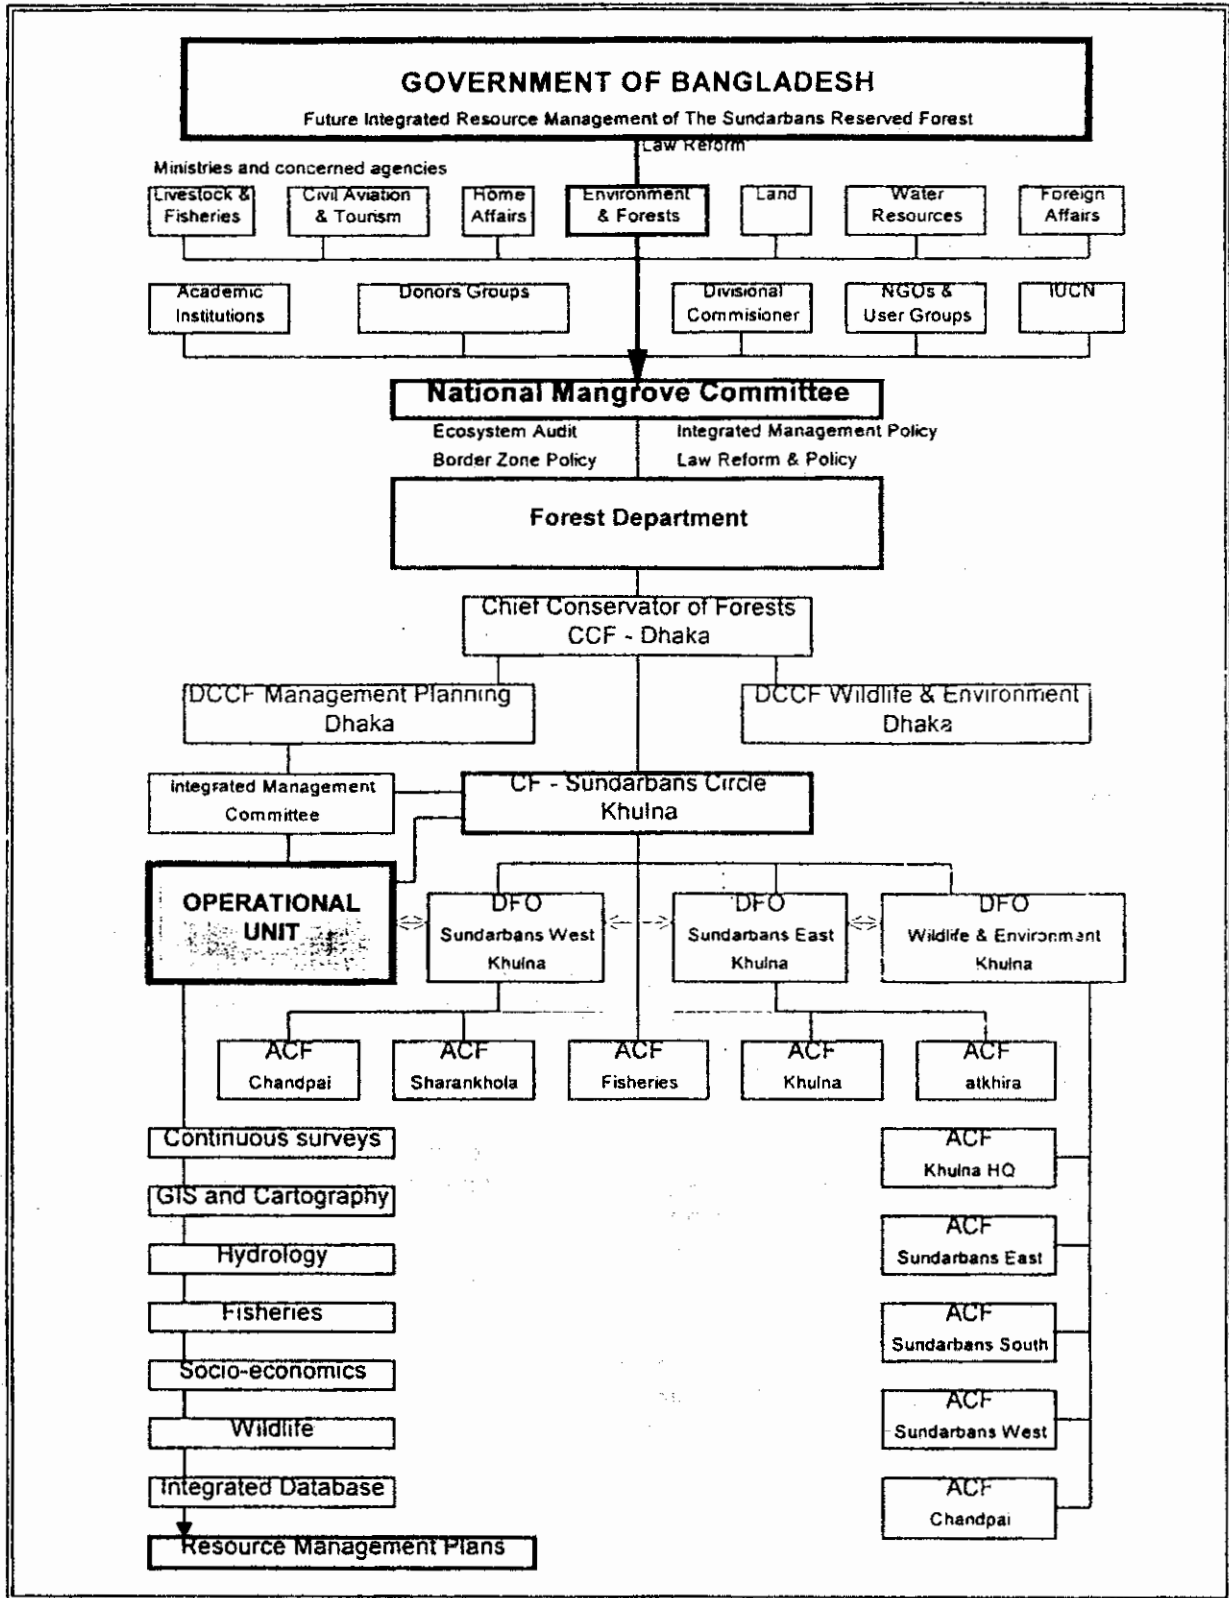 GOVERNMENT OF BANGLADESH
Future Integrated Resource Management of The Sundarbans Reserved Forest
Law Reform
Ministries and concerned agencies
Livestock &
Fisheries
Civil Aviation
& Tourism
Home
Affairs
Environment
& Forests
Land
Water
Resources
Foreign
Affairs
Academic
Institutions
Donors Groups
Divisional
Commisioner
NGOs &
User Groups
IUCN
National Mangrove Committee
Ecosystem Audit
Integrated Management Policy
Border Zone Policy
Law Reform & Policy
Forest Department
Chief Conservator of Forests
CCF - Dhaka
DCCF Management Planning
Dhaka
DCCF Wildlife & Environment
Dhaka
Integrated Management
Committee
CF - Sundarbans Circle
Khulna
OPERATIONAL
UNIT
DFO
Sundarbans West
Khulna
DFO
Sundarbans East
Khulna
DFO
Wildlife & Environment
Khulna
ACF
Chandpai
ACF
Sharankhola
ACF
Fisheries
ACF
Khulna
ACF
atkhira
Continuous surveys
GIS and Cartography
Hydrology
Fisheries
Socio-economics
Wildlife
Integrated Database
Resource Management Plans
ACF
Khulna HQ
ACF
Sundarbans East
ACF
Sundarbans South
ACF
Sundarbans West
ACF
Chandpai